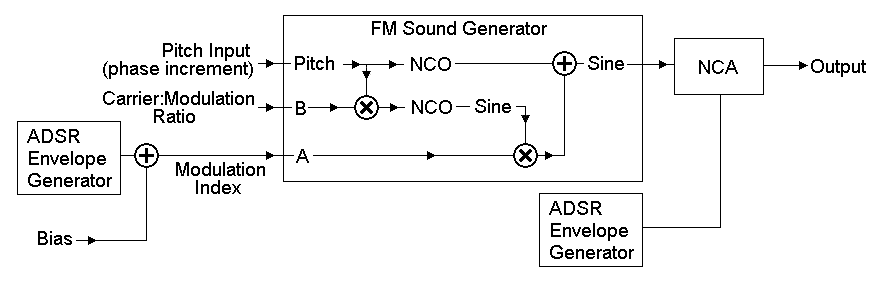 FM Sound Generator
Pitch Input
(phase increment)
Pitch
NCO
Sine
NCA
Output
Carrier:Modulation
Ratio
B
NCO
Sine
ADSR
Envelope
Generator
A
Modulation
Index
Bias
ADSR
Envelope
Generator